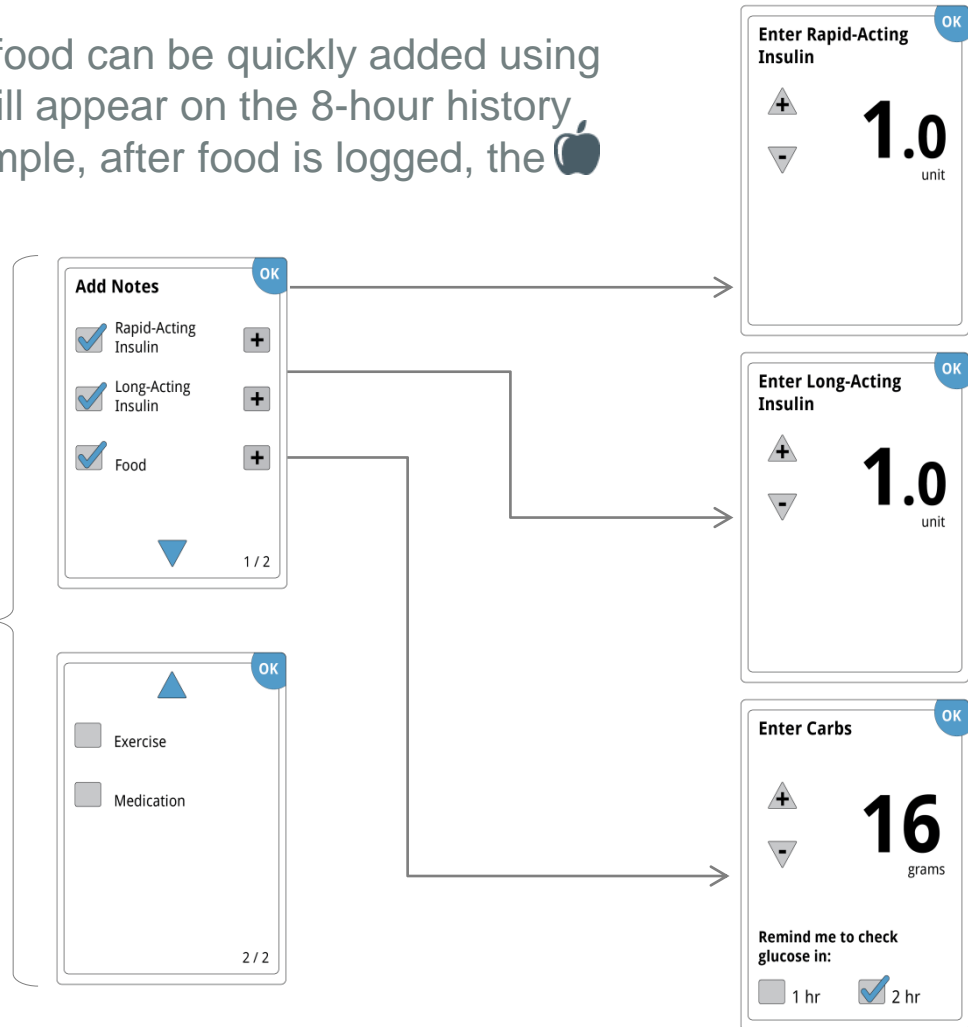 food can be quickly added using
ill appear on the 8-hour history
mple, after food is logged, the
OK
Add Notes
Rapid-Acting
Insulin
+
Long-Acting
Insulin
+
Food
+
1 / 2
OK
Exercise
Medication
2 / 2
OK
Enter Rapid-Acting
Insulin
+
1.0
-
unit
OK
Enter Long-Acting
Insulin
+
1.0
-
unit
OK
Enter Carbs
+
16
-
grams
Remind me to check
glucose in:
1 hr 2 hr